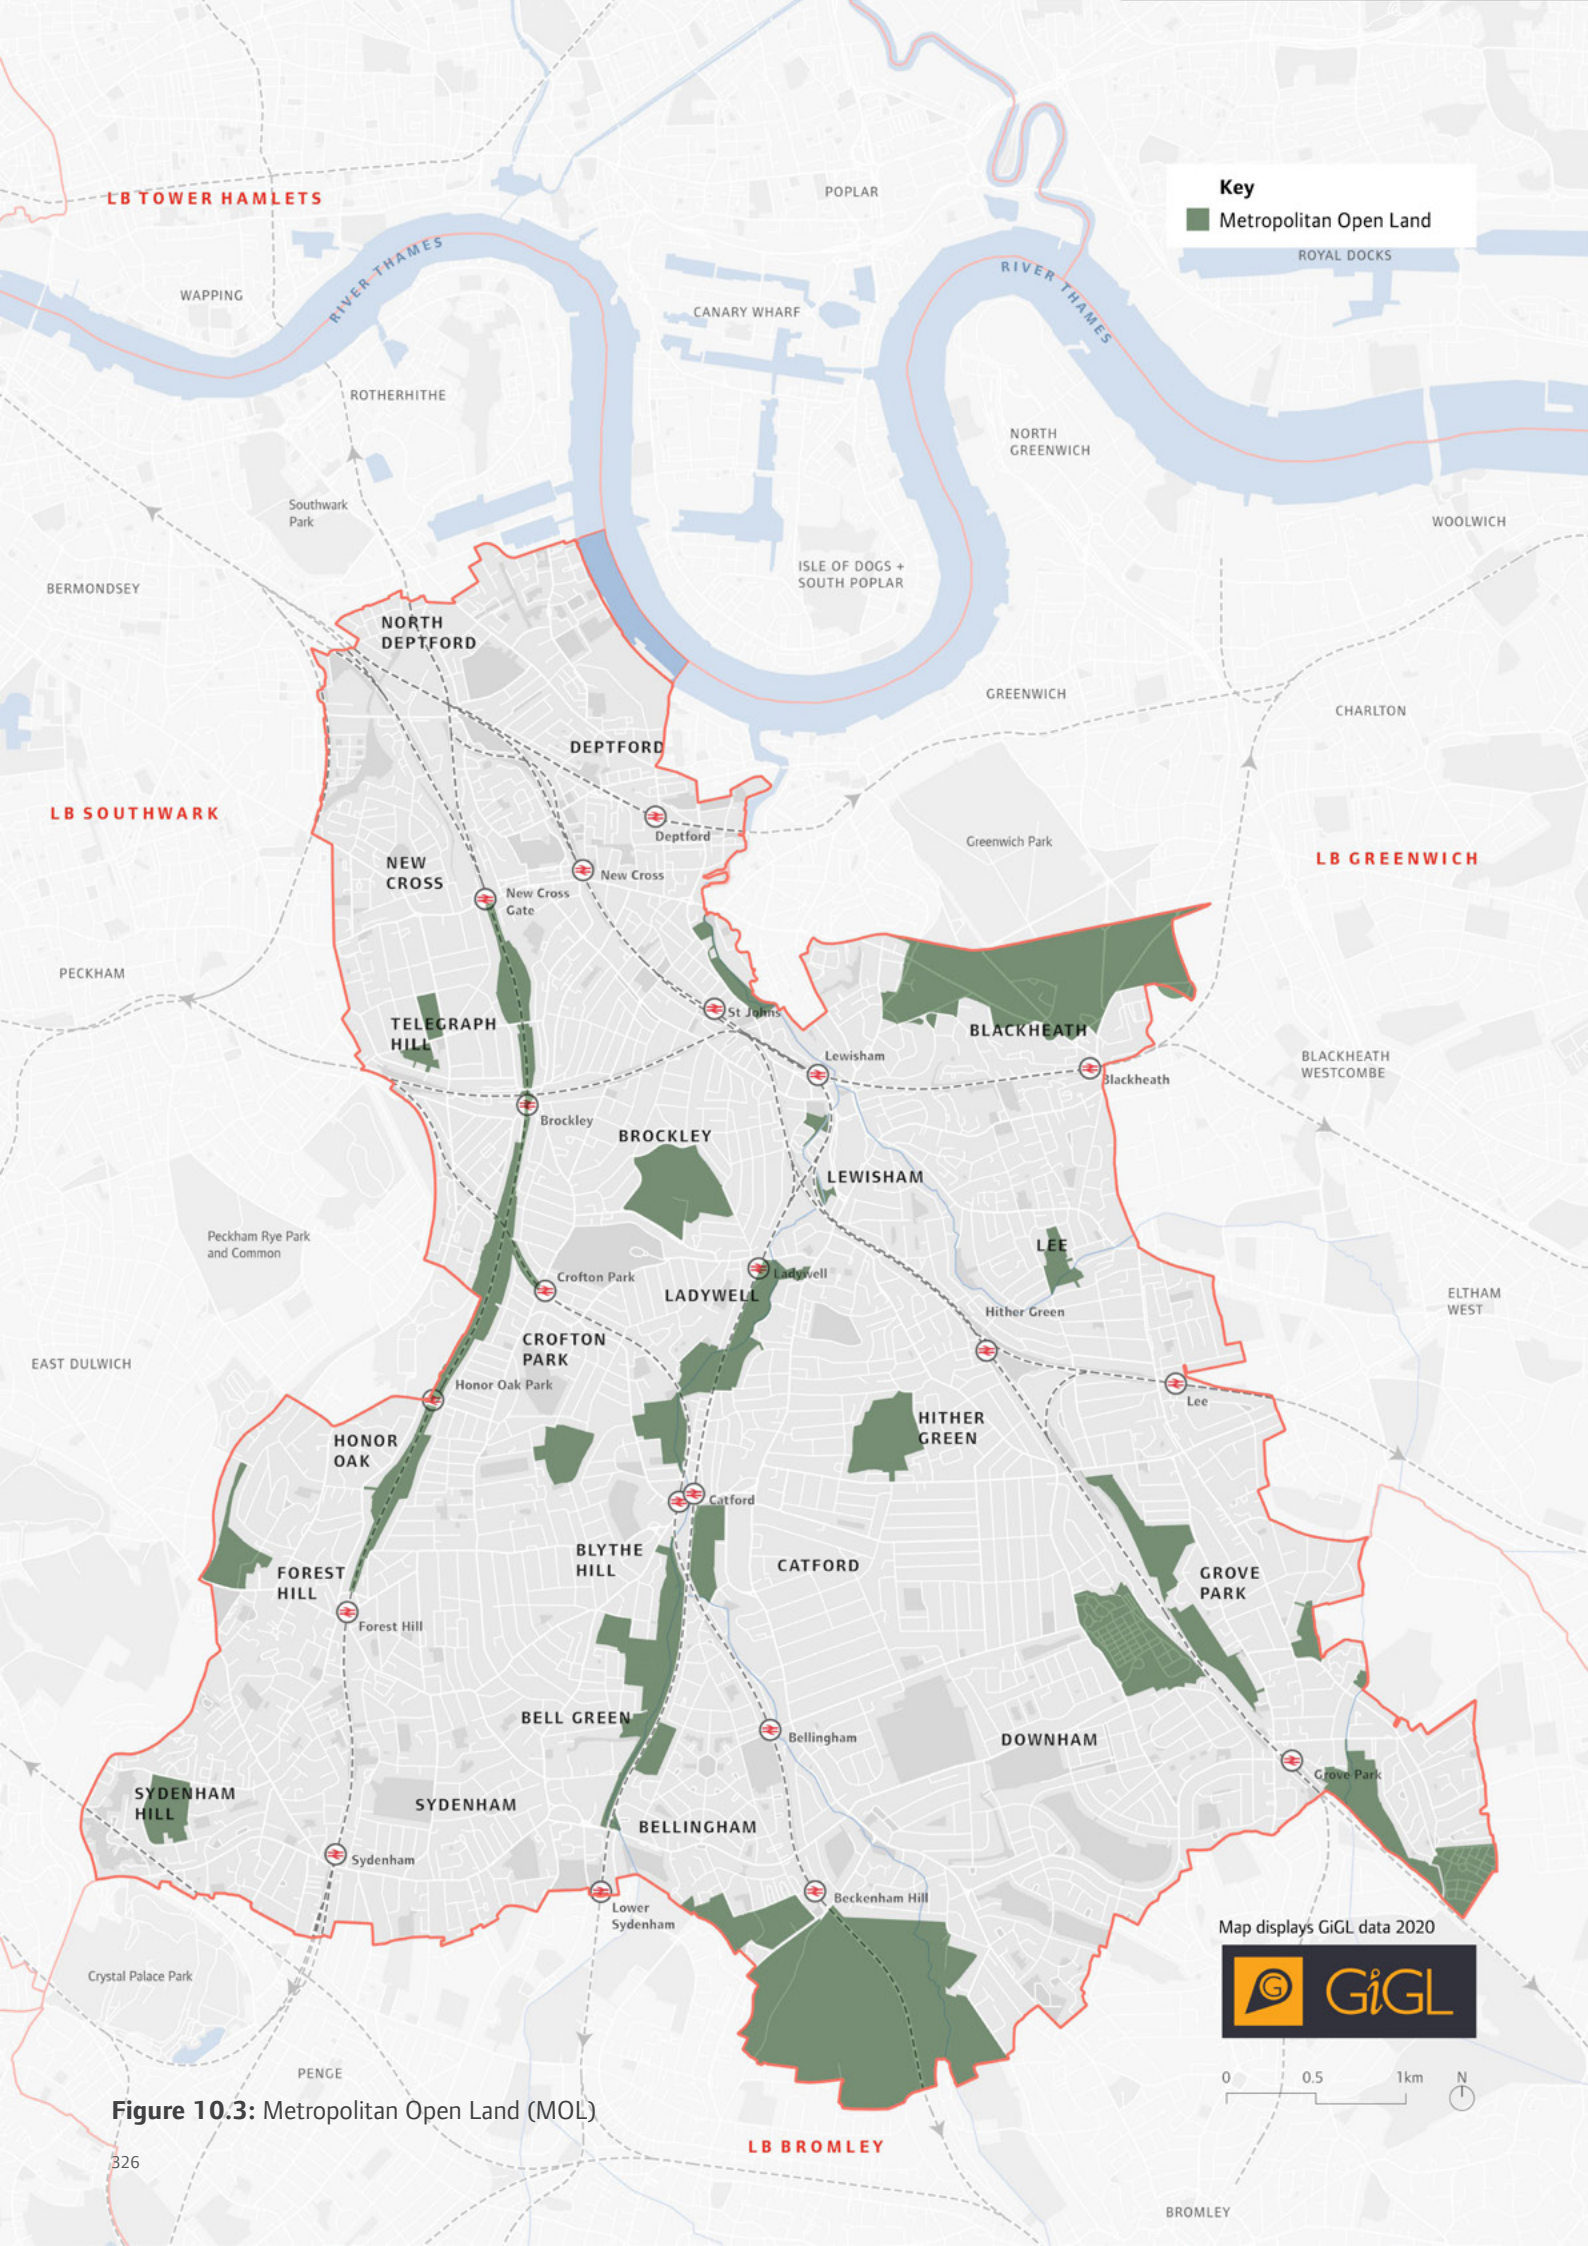 Key
Metropolitan Open Land
LB TOWER HAMLETS
POPLAR
RIVER THAMES
RIVER THAMES
ROYAL DOCKS
WAPPING
CANARY WHARF
ROTHERHITHE
NORTH
GREENWICH
Southwark
Park
WOOLWICH
ISLE OF DOGS +
SOUTH POPLAR
BERMONDSEY
NORTH
DEPTFORD
GREENWICH
CHARLTON
DEPTFORD
LB SOUTHWARK
Deptford
Greenwich Park
LB GREENWICH
NEW
CROSS
New Cross
New Cross
Gate
PECKHAM
St Johns
TELEGRAPH
HILL
BLACKHEATH
Lewisham
Blackheath
BLACKHEATH
WESTCOMBE
Brockley
BROCKLEY
LEWISHAM
Peckham Rye Park
and Common
LEE
Crofton Park
Ladywell
LADYWELL
ELTHAM
WEST
Hither Green
CROFTON
PARK
EAST DULWICH
Honor Oak Park
Lee
HONOR
OAK
HITHER
GREEN
Catford
BLYTHE
HILL
CATFORD
FOREST
HILL
GROVE
PARK
Forest Hill
BELL GREEN
Bellingham
DOWNHAM
Grove Park
SYDENHAM
HILL
SYDENHAM
BELLINGHAM
Sydenham
Beckenham Hill
Lower
Sydenham
Map displays GiGL data 2020
G GiGL
Crystal Palace Park
PENGE
0 0.5 1km N
Figure 10.3: Metropolitan Open Land (MOL)
LB BROMLEY
326
BROMLEY